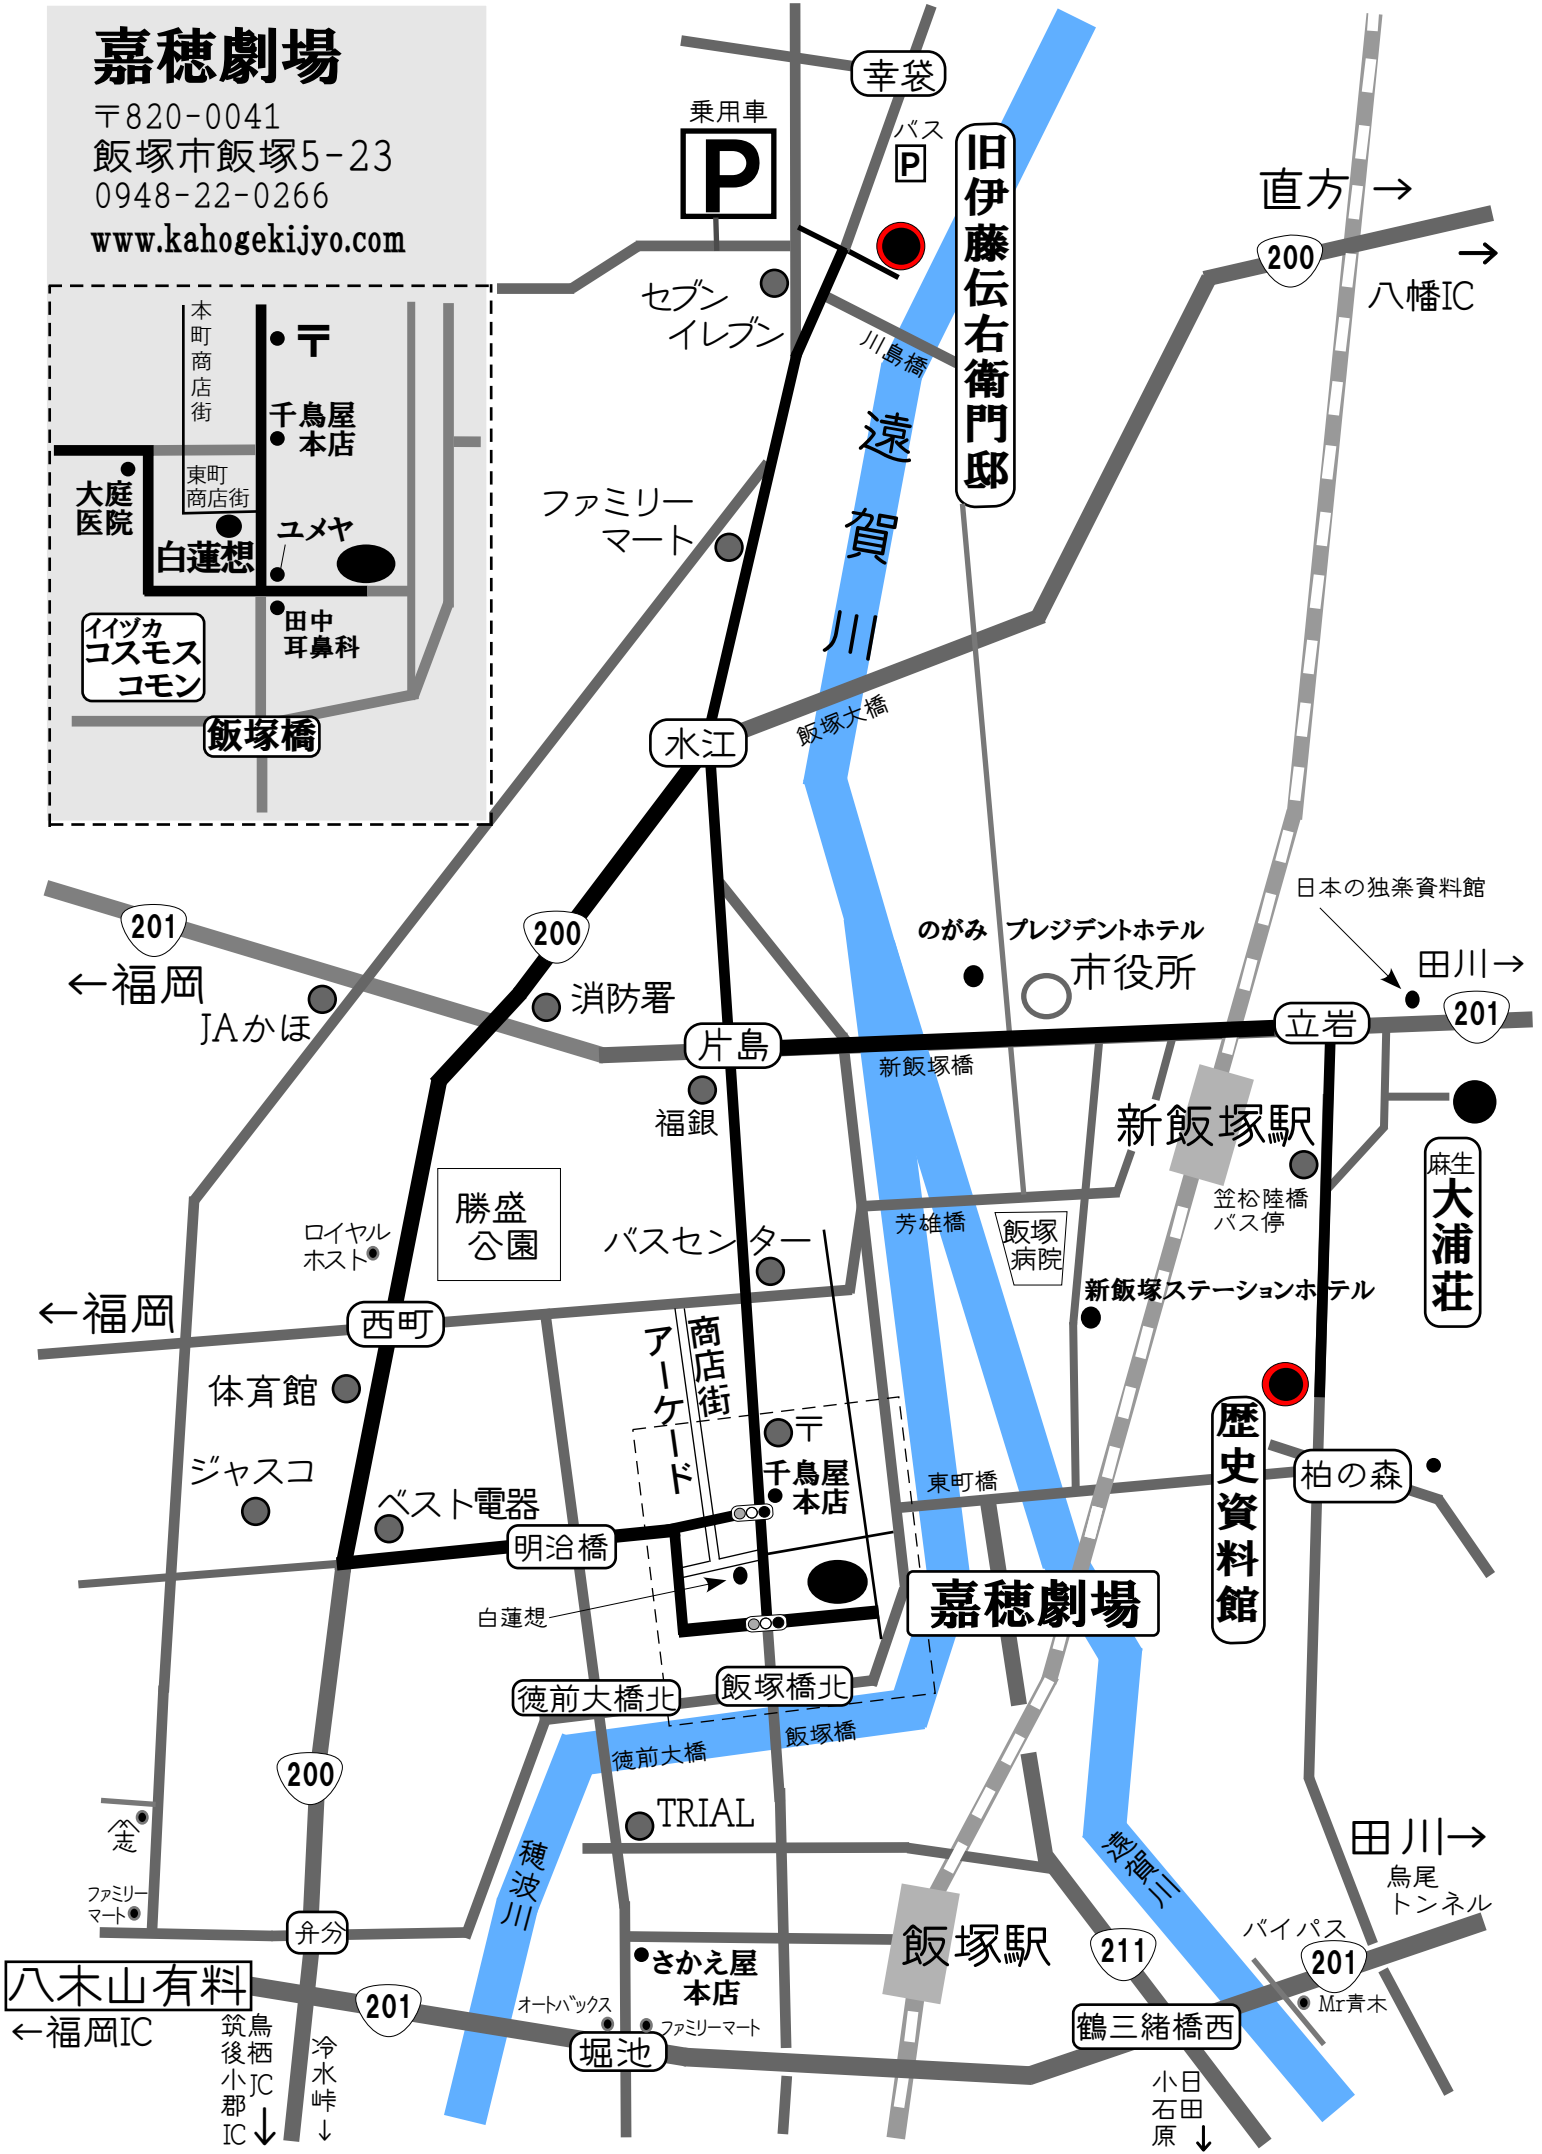 嘉穂劇場
〒820-0041
飯塚市飯塚5-23
0948-22-0266
www.kahogekijyo.com
本町商店街
〒
千鳥屋
本店
東町
商店街
大庭
医院
ユメヤ
白蓮想
田中
耳鼻科
イイヅカ
コスモス
コモン
飯塚橋
幸袋
乗用車
P
バス
P
旧伊藤伝右衛門邸
直方→
200
→
八幡IC
セブン
イレブン
川島橋
遠賀川
ファミリー
マート
飯塚大橋
水江
日本の独楽資料館
201
←福岡
200
のがみ プレジデントホテル
市役所
田川→
201
JAかほ
消防署
片島
立岩
新飯塚橋
福銀
新飯塚駅
麻生
大浦荘
笠松陸橋
バス停
勝盛
公園
ロイヤル
ホスト
バスセンター
芳雄橋
飯塚
病院
新飯塚ステーションホテル
←福岡
西町
商店街
アーケード
体育館
ジャスコ
ベスト電器
〒
千鳥屋
本店
東町橋
歴史資料館
柏の森
明治橋
白蓮想
嘉穂劇場
徳前大橋北
飯塚橋北
徳前大橋
飯塚橋
200
TRIAL
穂波川
遠賀川
田川→
烏尾
トンネル
志
ファミリー
マート
弁分
飯塚駅
211
バイパス
201
Mr青木
八木山有料
←福岡IC
201
さかえ屋
本店
オートバックス
ファミリーマート
堀池
鶴三緒橋西
鳥栖JC
筑後小郡IC
↓
冷水峠
↓
日田
小石原
↓